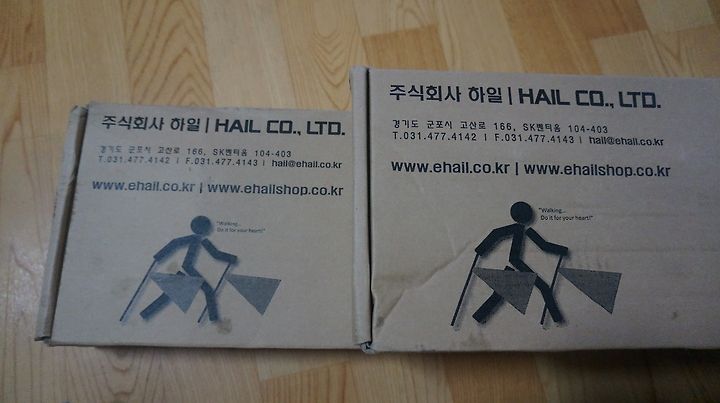 주식회사 하일 | HAIL CO., LTD.
경기도 군포시 고산로 166, SK벤티움 104-403
T.031.477.4142 | F.031.477.4143 | hail@ehail.co.kr
www.ehail.co.kr | www.ehailshop.co.kr
"Walking...
Do it for your heart!"
주식회사 하일 | HAIL CO., LTD.
경기도 군포시 고산로 166, SK벤티움 104-403
T.031.477.4142 | F.031.477.4143 | hail@ehail.co.kr
www.ehail.co.kr | www.ehailshop.co.kr
"Walking...
Do it for your heart!"